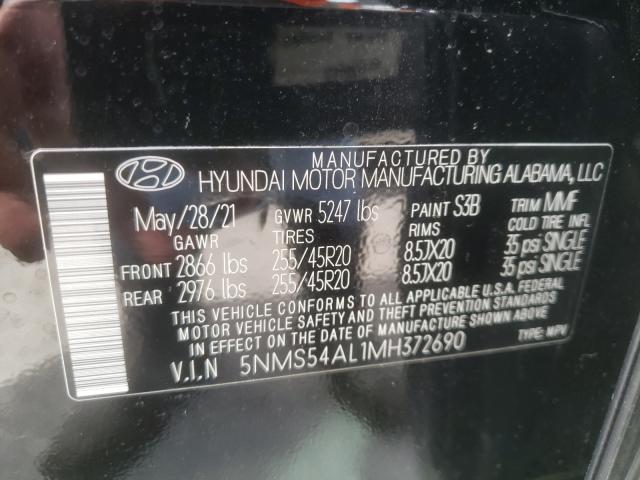 MANUFACTURED BY
HYUNDAI MOTOR MANUFACTURING ALABAMA, LLC
May/28/21 GVWR 5247 lbs PAINT S3B TRIM MMF
GAWR TIRES RIMS COLD TIRE INFL.
FRONT 2866 lbs 255/45R20 8.5JX20 35 psi SINGLE
REAR 2976 lbs 255/45R20 8.5JX20 35 psi SINGLE
THIS VEHICLE CONFORMS TO ALL APPLICABLE U.S.A. FEDERAL
MOTOR VEHICLE SAFETY AND THEFT PREVENTION STANDARDS
IN EFFECT ON THE DATE OF MANUFACTURE SHOWN ABOVE.
V.I.N 5NMS54AL1MH372690 TYPE: MPV